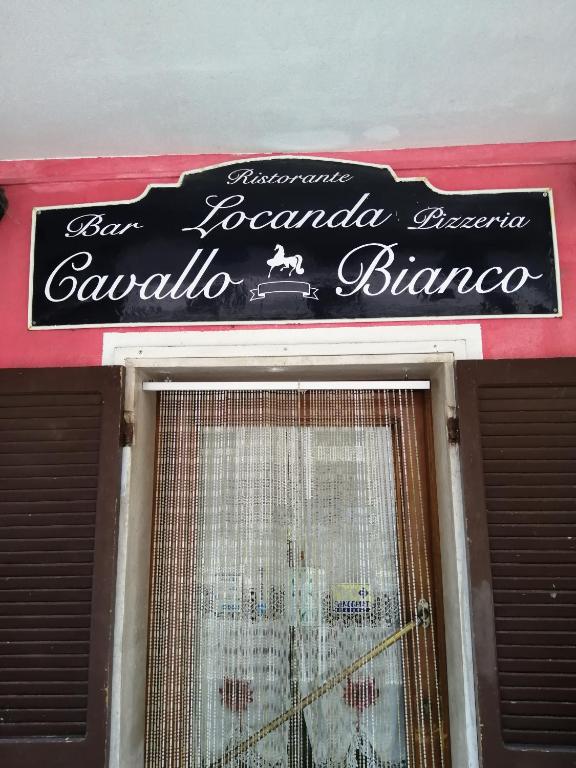 Ristorante
Bar Locanda Pizzeria
Cavallo Bianco